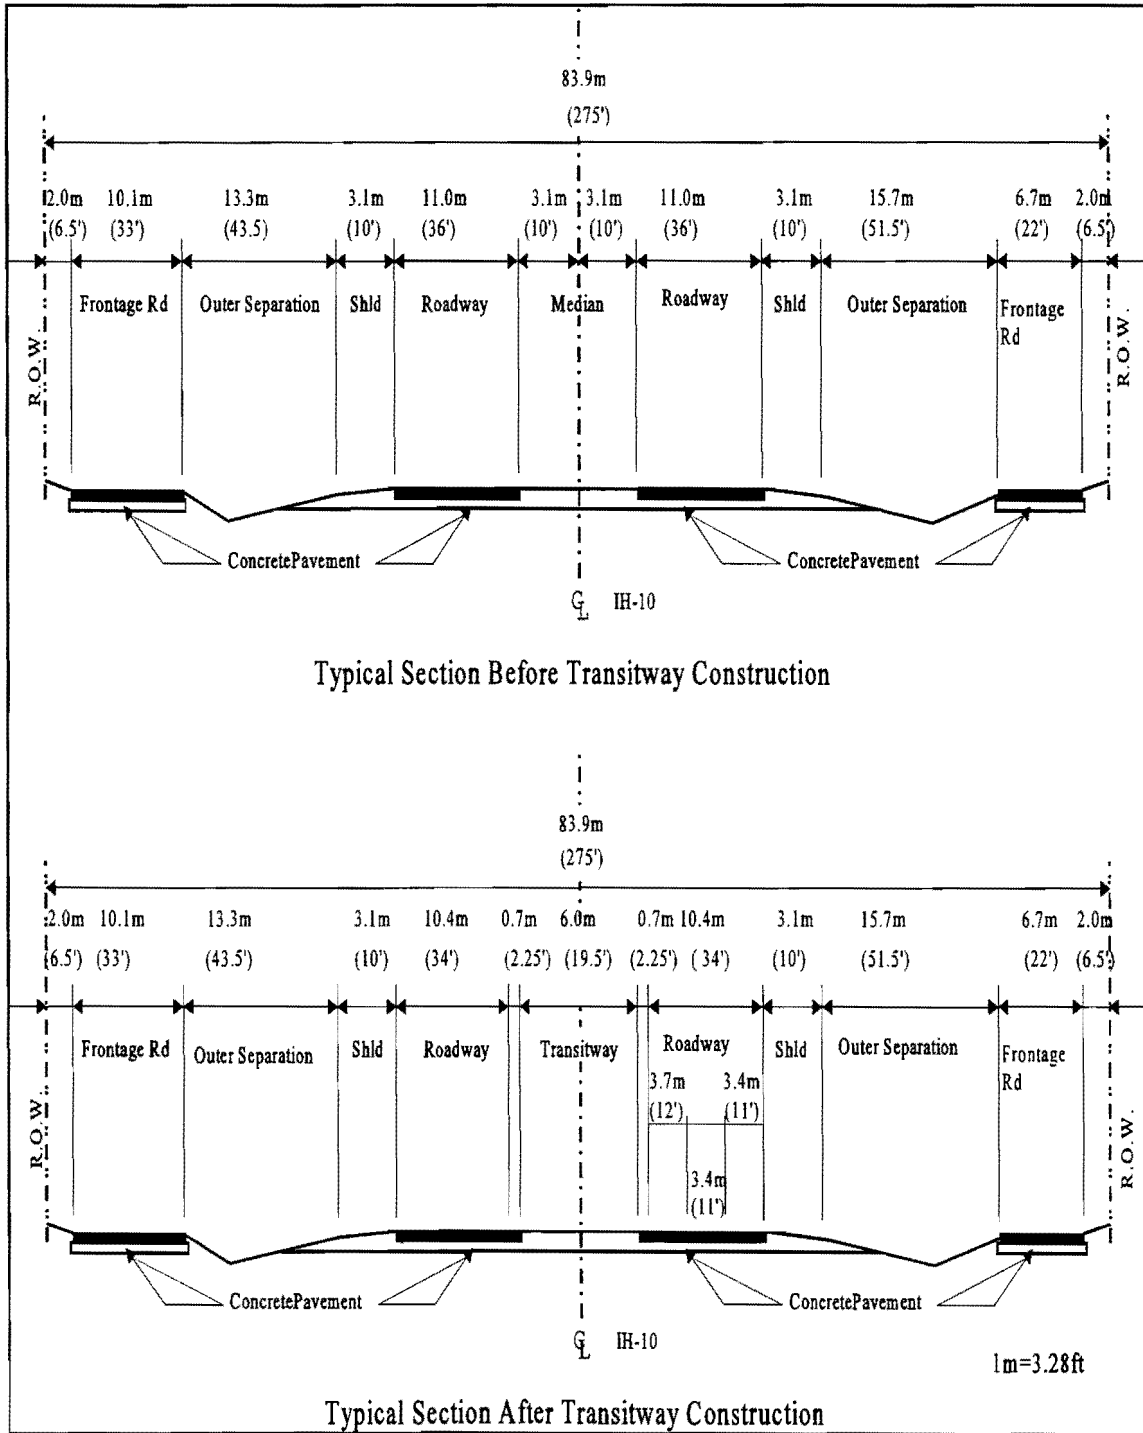 83.9m
(275')
2.0m 10.1m 13.3m 3.1m 11.0m 3.1m 3.1m 11.0m 3.1m 15.7m 6.7m 2.0m
(6.5') (33') (43.5) (10') (36') (10') (10') (36') (10') (51.5') (22') (6.5')
Frontage Rd Outer Separation Shld Roadway Median Roadway Shld Outer Separation Frontage
Rd
R.O.W. R.O.W.
ConcretePavement ConcretePavement
CL IH-10
Typical Section Before Transitway Construction
83.9m
(275')
2.0m 10.1m 13.3m 3.1m 10.4m 0.7m 6.0m 0.7m 10.4m 3.1m 15.7m 6.7m 2.0m
(6.5') (33') (43.5') (10') (34') (2.25') (19.5') (2.25') (34') (10') (51.5') (22') (6.5')
Frontage Rd Outer Separation Shld Roadway Transitway Roadway Shld Outer Separation Frontage
Rd
3.7m 3.4m
(12') (11')
R.O.W. R.O.W.
3.4m
(11')
ConcretePavement ConcretePavement
CL IH-10
1m=3.28ft
Typical Section After Transitway Construction